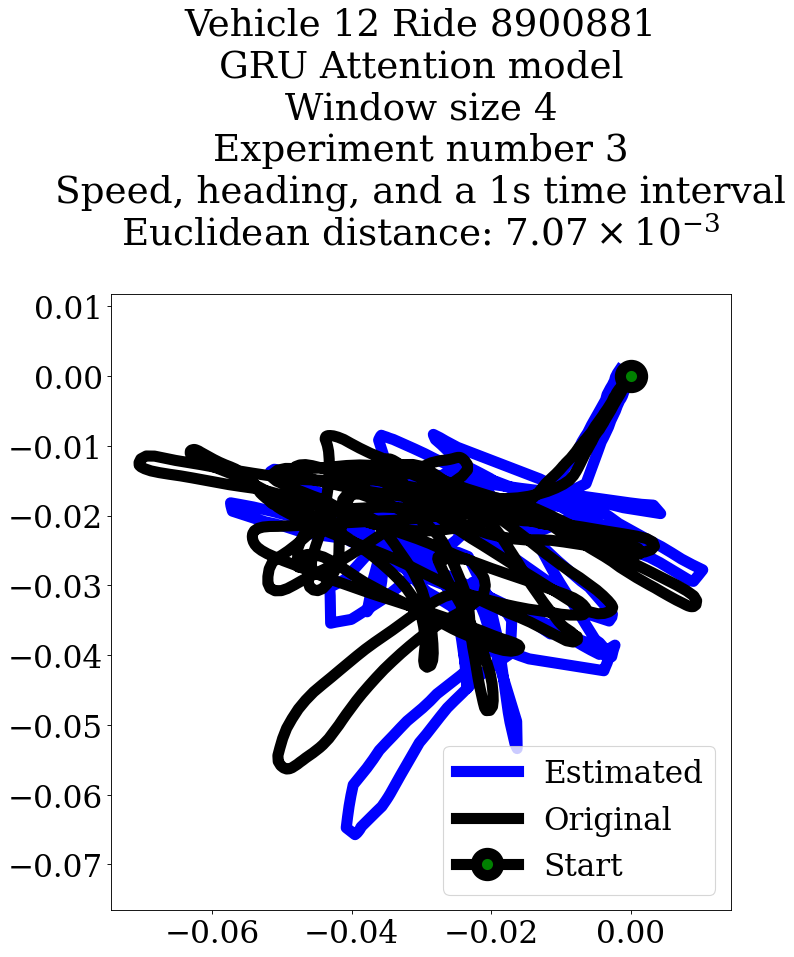 Vehicle 12 Ride 8900881
GRU Attention model
Window size 4
Experiment number 3
Speed, heading, and a 1s time interval
Euclidean distance: 7.07 × 10⁻³
0.01
0.00
−0.01
−0.02
−0.03
−0.04
−0.05
−0.06
−0.07
Estimated
Original
Start
−0.06 −0.04 −0.02 0.00